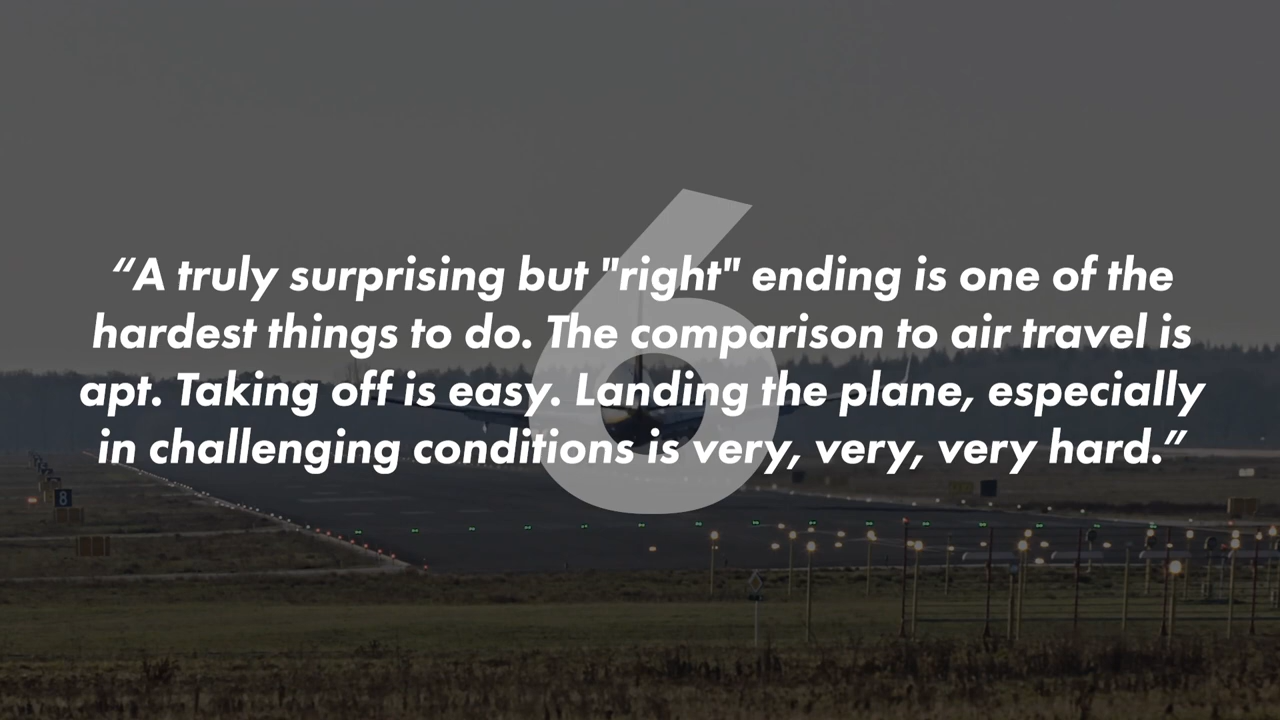 6
“A truly surprising but "right" ending is one of the
hardest things to do. The comparison to air travel is
apt. Taking off is easy. Landing the plane, especially
in challenging conditions is very, very, very hard.”
8